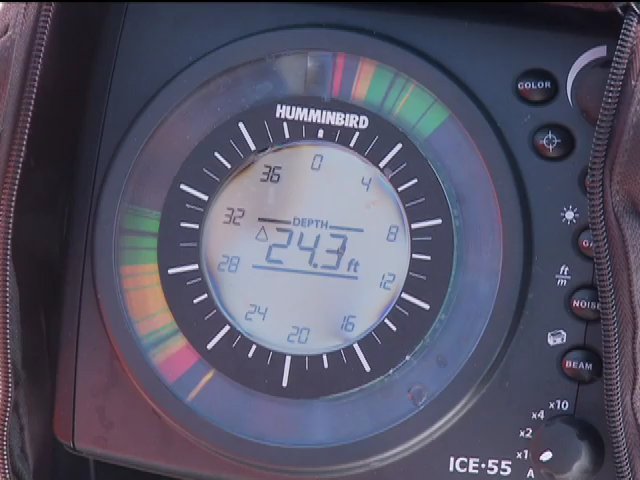 COLOR
HUMMINBIRD
36 0 4
32 DEPTH 8
24.3 ft
28 12
24 20 16
ft
m
NOISE
BEAM
x10
x4
x2
x1
A
ICE-55